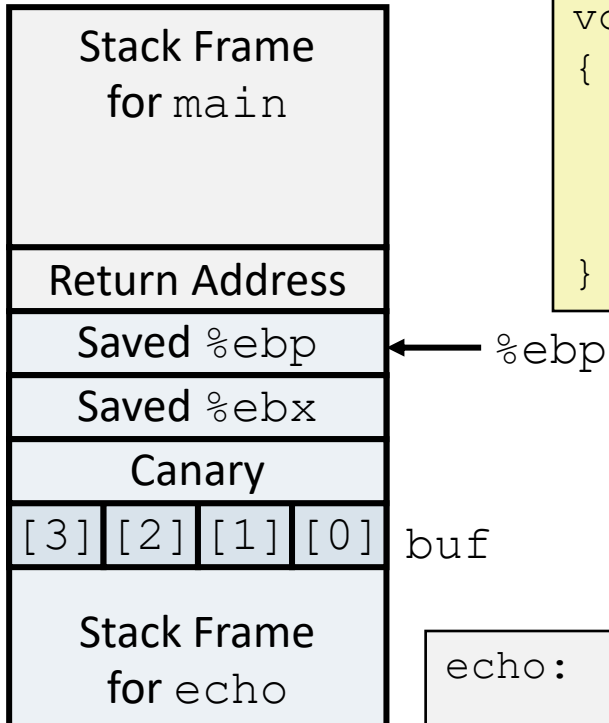 Stack Frame
for main
Return Address
Saved %ebp
%ebp
Saved %ebx
Canary
[3] [2] [1] [0]
buf
Stack Frame
for echo
{
}
echo: